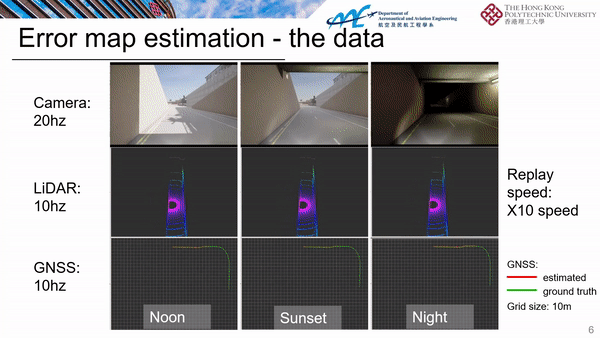 Department of
Aeronautical and Aviation Engineering
航空及民航工程學系
THE HONG KONG
POLYTECHNIC UNIVERSITY
香港理工大學
Error map estimation - the data
Camera:
20hz
LiDAR:
10hz
Replay
speed:
X10 speed
GNSS:
10hz
GNSS:
estimated
ground truth
Grid size: 10m
Noon
Sunset
Night
6